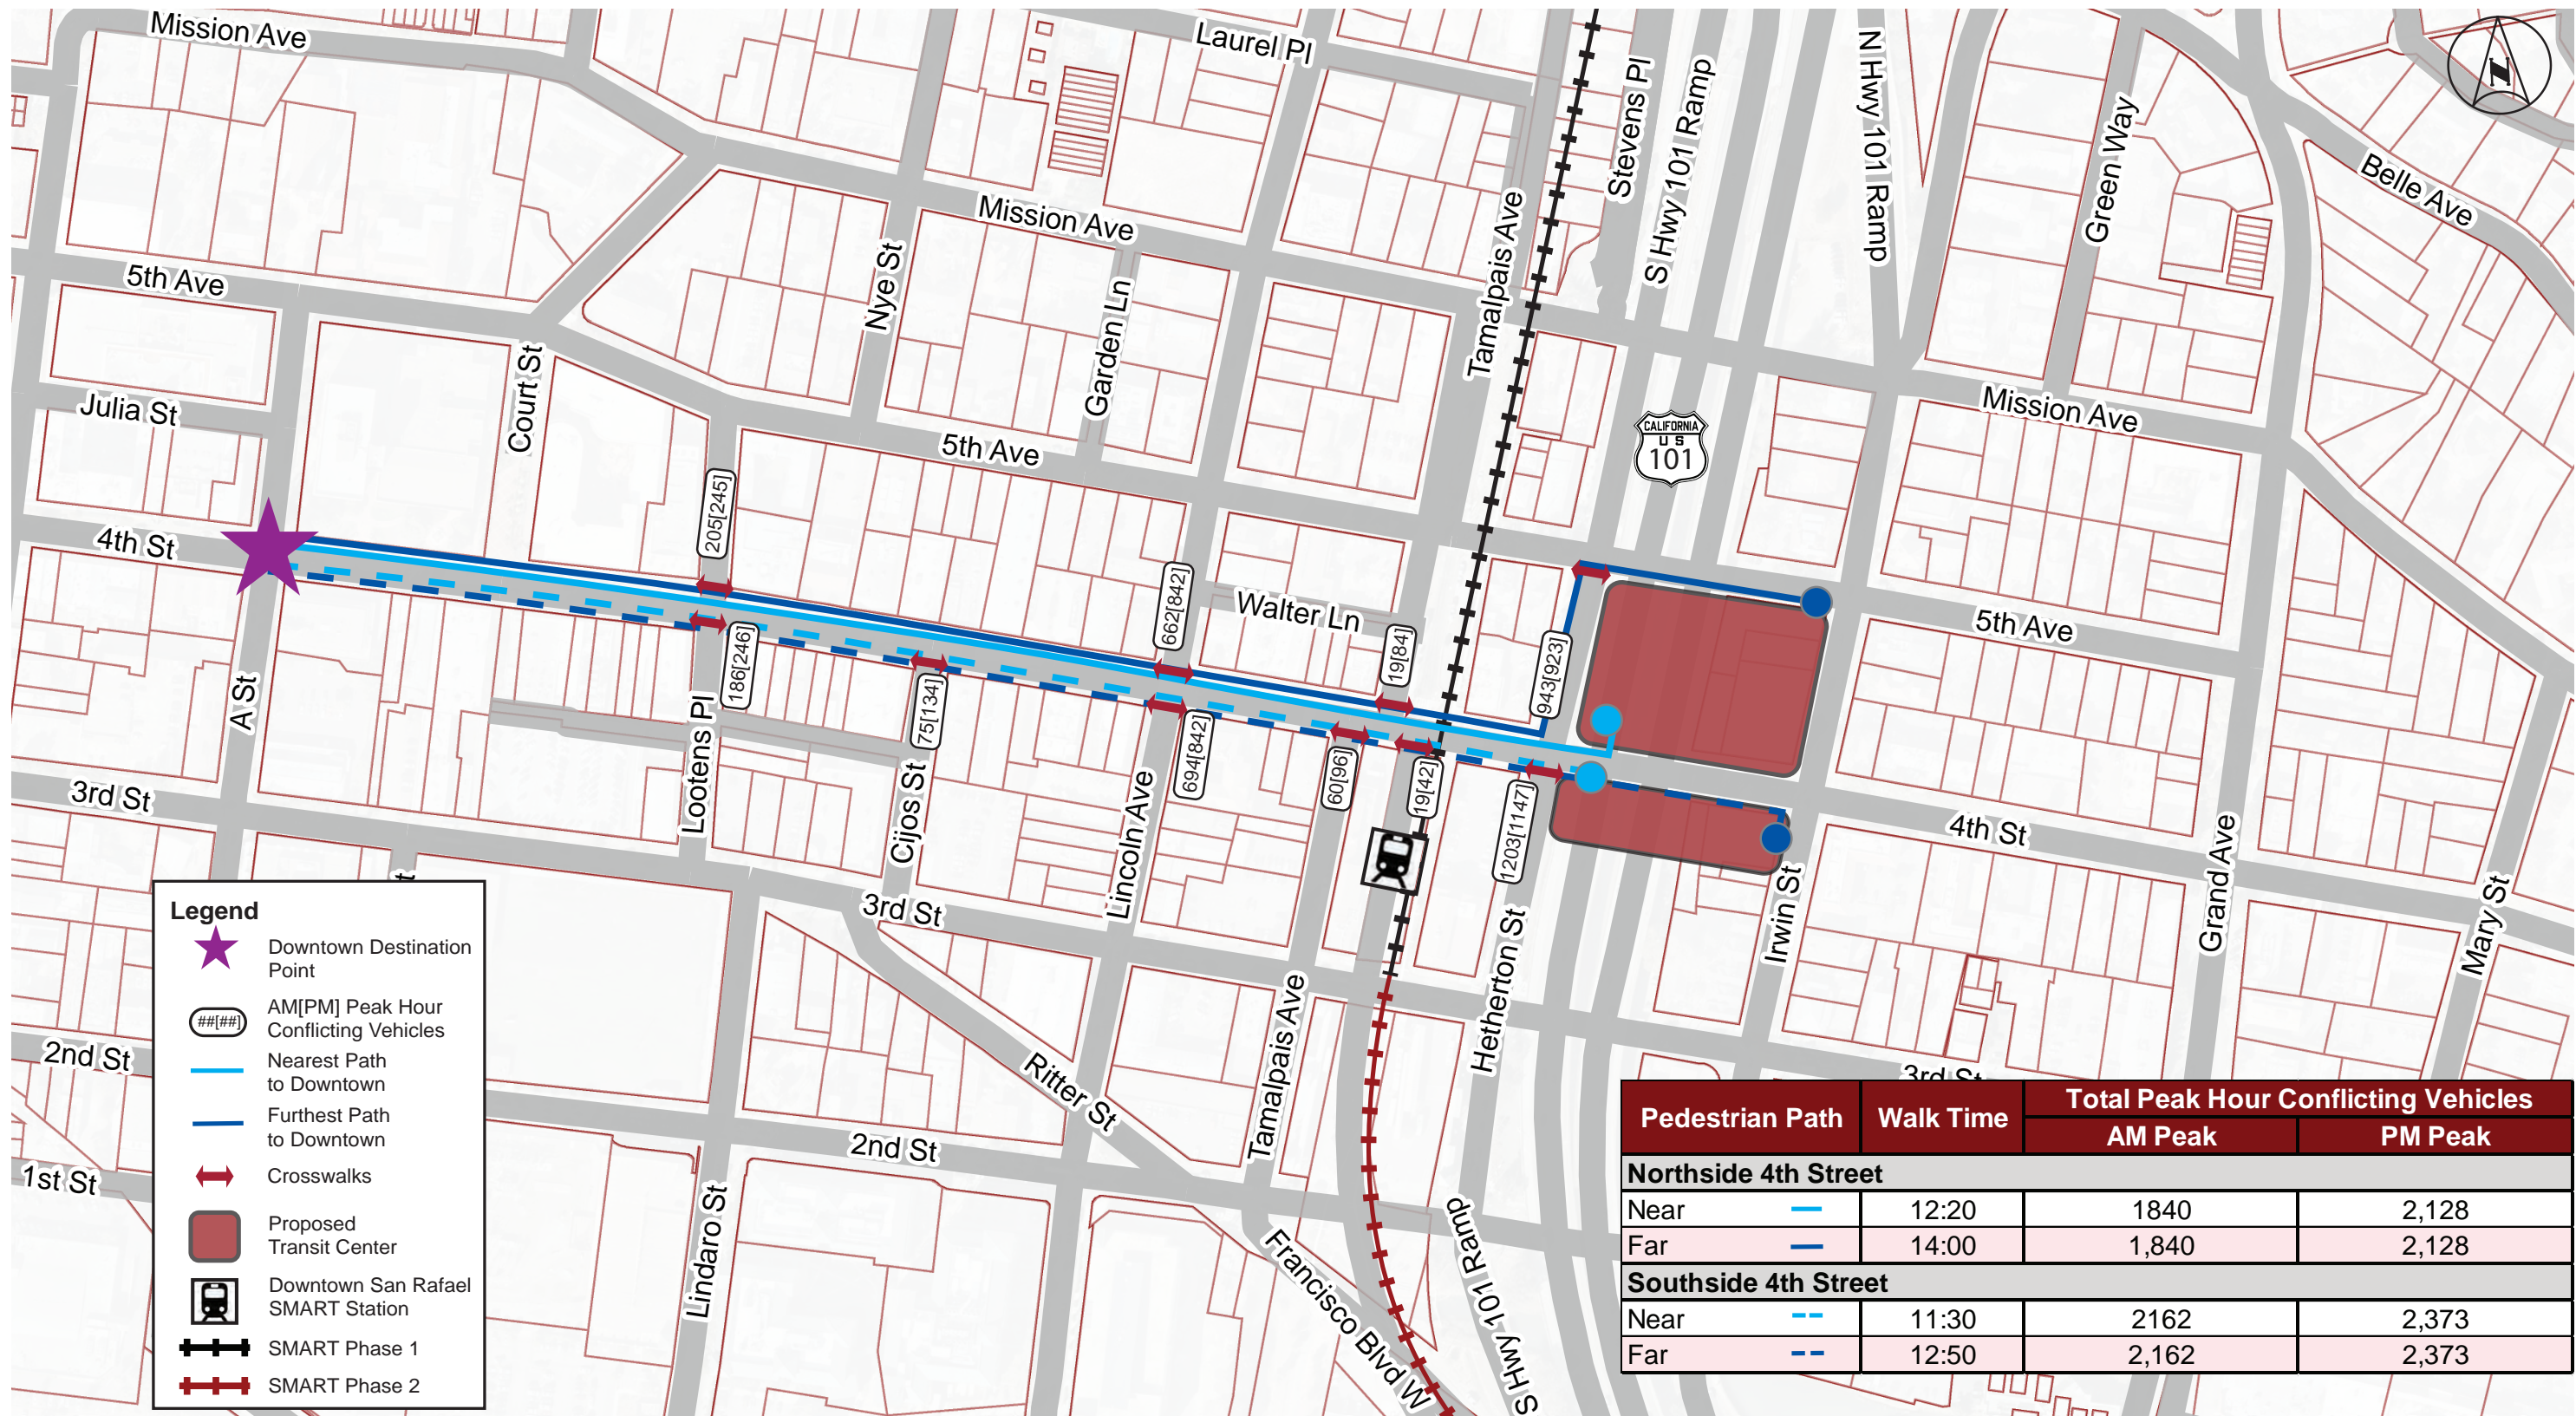 Mission Ave
Laurel Pl
Stevens Pl
S Hwy 101 Ramp
N Hwy 101 Ramp
Green Way
Belle Ave
N
5th Ave
Nye St
Mission Ave
Garden Ln
Tamalpais Ave
Julia St
Court St
5th Ave
CALIFORNIA
US
101
Mission Ave
4th St
205[245]
662[842]
Walter Ln
19[84]
943[923]
5th Ave
A St
186[246]
Lootens Pl
75[134]
Cijos St
694[842]
Lincoln Ave
60[96]
19[42]
1203[1147]
4th St
3rd St
3rd St
Hetherton St
Irwin St
Grand Ave
Mary St
2nd St
Ritter St
Tamalpais Ave
3rd St
1st St
2nd St
Lindaro St
Francisco Blvd W
S Hwy 101 Ramp
S Hwy
Legend
Downtown Destination
Point
##[##]
AM[PM] Peak Hour
Conflicting Vehicles
Nearest Path
to Downtown
Furthest Path
to Downtown
Crosswalks
Proposed
Transit Center
Downtown San Rafael
SMART Station
SMART Phase 1
SMART Phase 2
Pedestrian Path Walk Time Total Peak Hour Conflicting Vehicles
AM Peak PM Peak
Northside 4th Street
Near 12:20 1840 2,128
Far 14:00 1,840 2,128
Southside 4th Street
Near 11:30 2162 2,373
Far 12:50 2,162 2,373